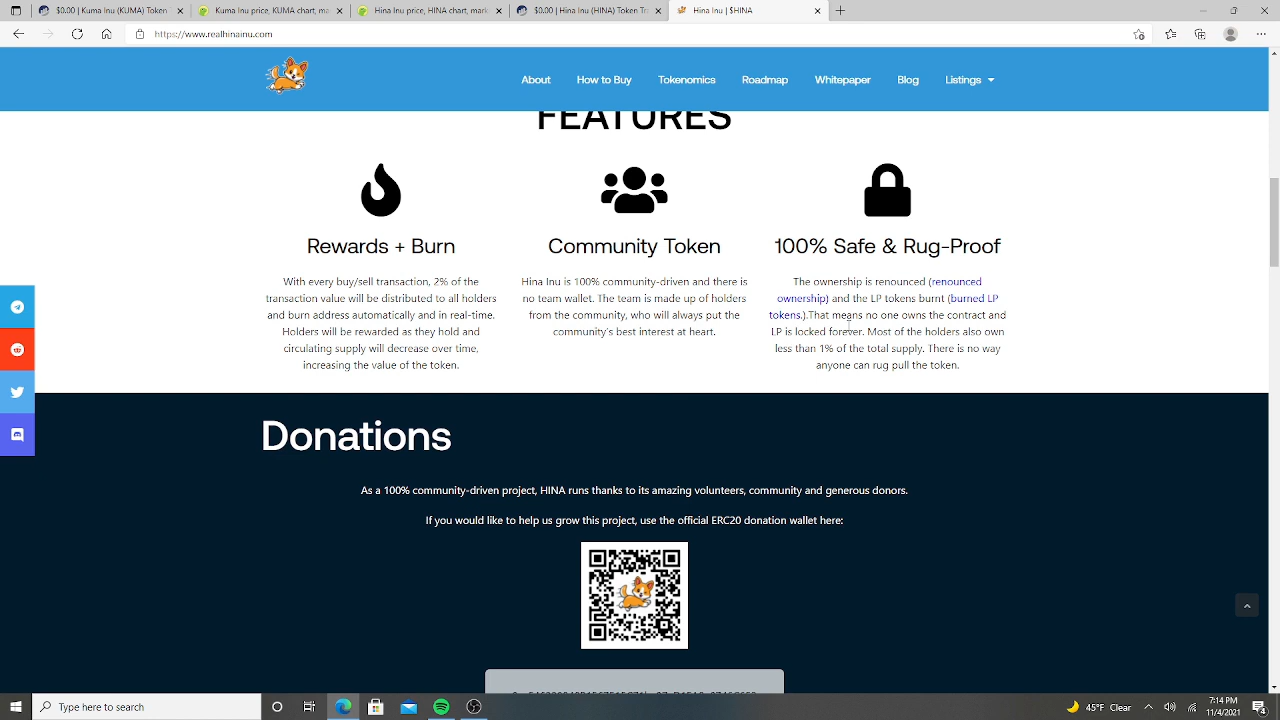 $0.00 | Kuma Inu (KUMA) Token T
Kuma Inu price, KUMA chart, mar
Hina Inu price, HINA chart, marke
$0.00 | Hina Inu (HINA) Token Tra
Hina Inu | $HINA
https://www.realhinainu.com
About How to Buy Tokenomics Roadmap Whitepaper Blog Listings
FEATURES
Rewards + Burn
With every buy/sell transaction, 2% of the
transaction value will be distributed to all holders
and burn address automatically and in real-time.
Holders will be rewarded as they hold and
circulating supply will decrease over time,
increasing the value of the token.
Community Token
Hina Inu is 100% community-driven and there is
no team wallet. The team is made up of holders
from the community, who will always put the
community's best interest at heart.
100% Safe & Rug-Proof
The ownership is renounced (renounced
ownership) and the LP tokens burnt (burned LP
tokens.).That means no one owns the contract and
LP is locked forever. Most of the holders also own
less than 1% of the total supply. There is no way
anyone can rug pull the token.
Donations
As a 100% community-driven project, HINA runs thanks to its amazing volunteers, community and generous donors.
If you would like to help us grow this project, use the official ERC20 donation wallet here:
Type here to search
45°F Clear
7:14 PM
11/4/2021